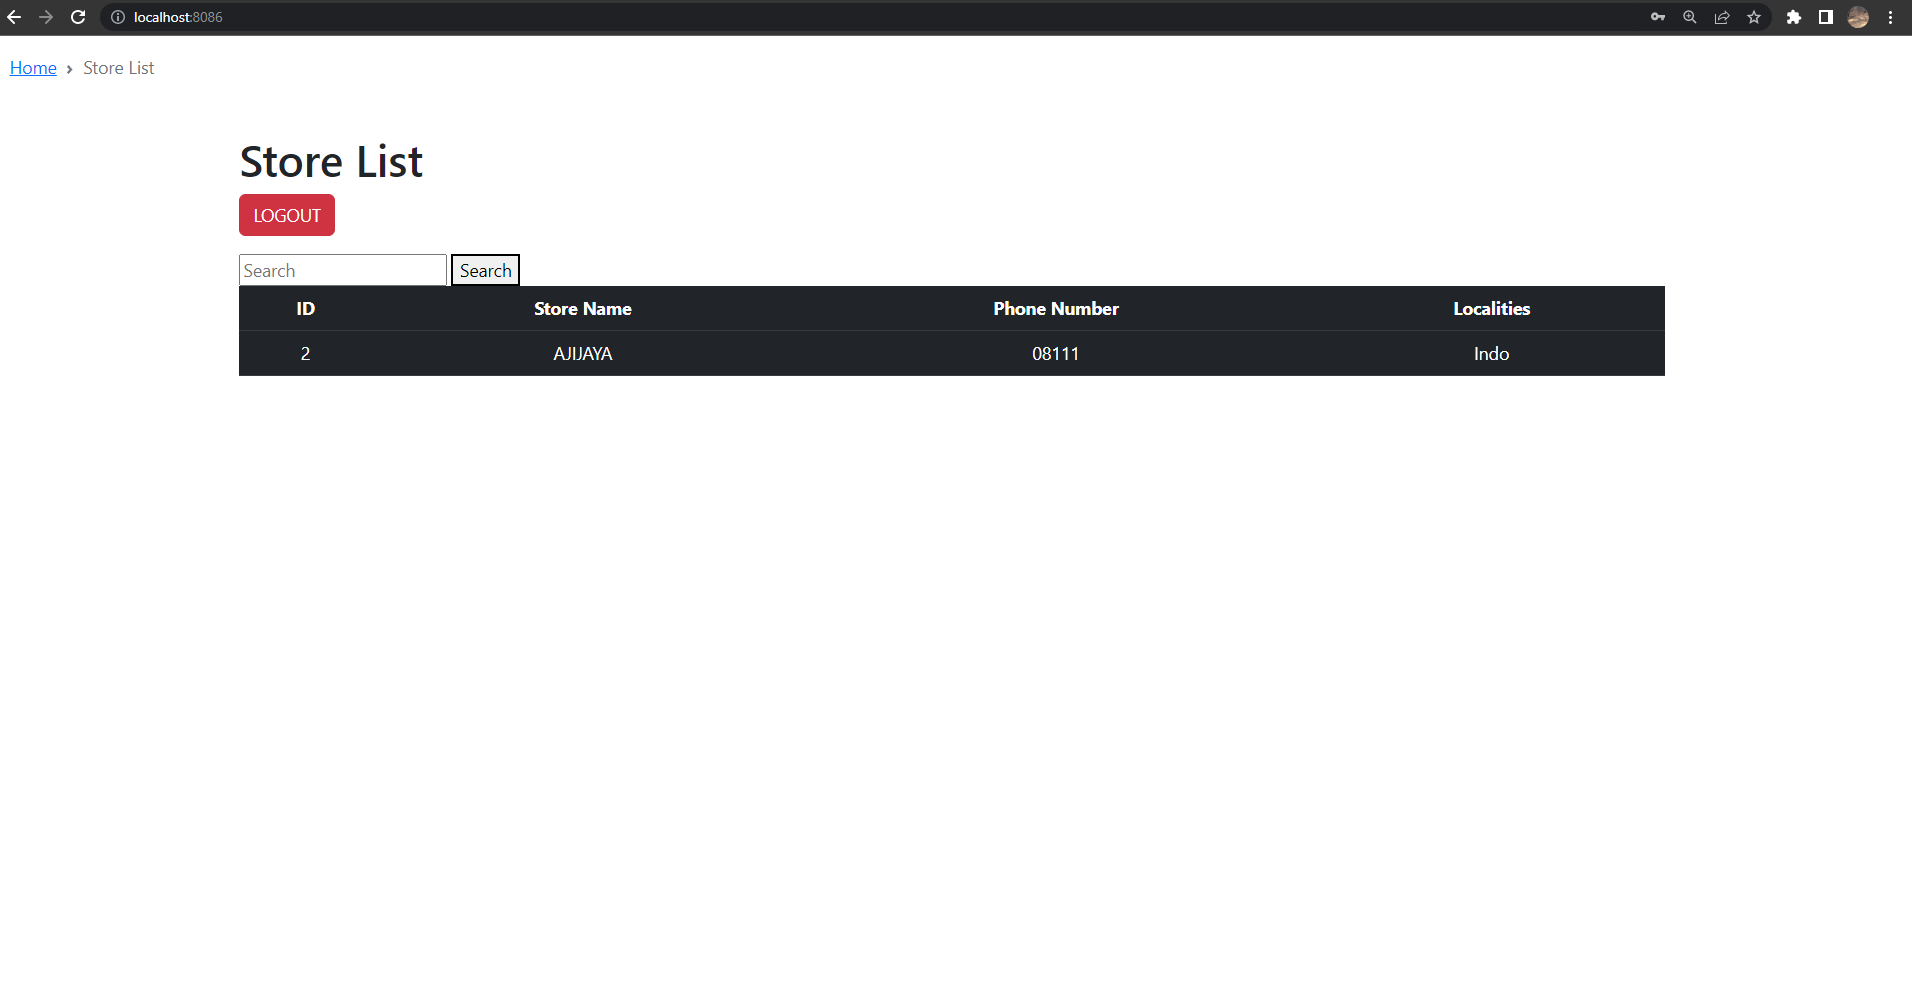 localhost:8086
Home › Store List
Store List
LOGOUT
Search Search
ID Store Name Phone Number Localities
2 AJIJAYA 08111 Indo